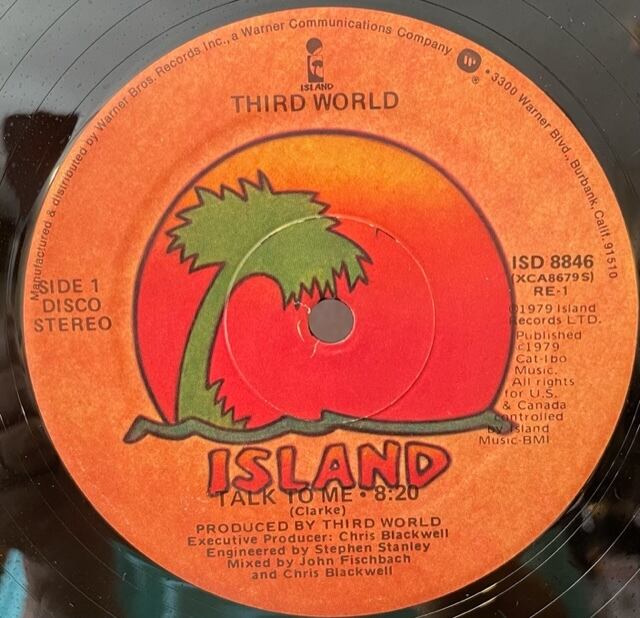 Manufactured & distributed by Warner Bros. Records Inc., a Warner Communications Company W ® • 3300 Warner Blvd., Burbank, Calif. 91510
ISLAND
THIRD WORLD
SIDE 1
DISCO
STEREO
ISD 8846
(XCA8679S)
RE-1
℗1979 Island
Records LTD.
Published
©1979
Cat-Ibo
Music.
All rights
for U.S.
& Canada
controlled
by Island
Music-BMI
ISLAND
TALK TO ME • 8:20
(Clarke)
PRODUCED BY THIRD WORLD
Executive Producer: Chris Blackwell
Engineered by Stephen Stanley
Mixed by John Fischbach
and Chris Blackwell